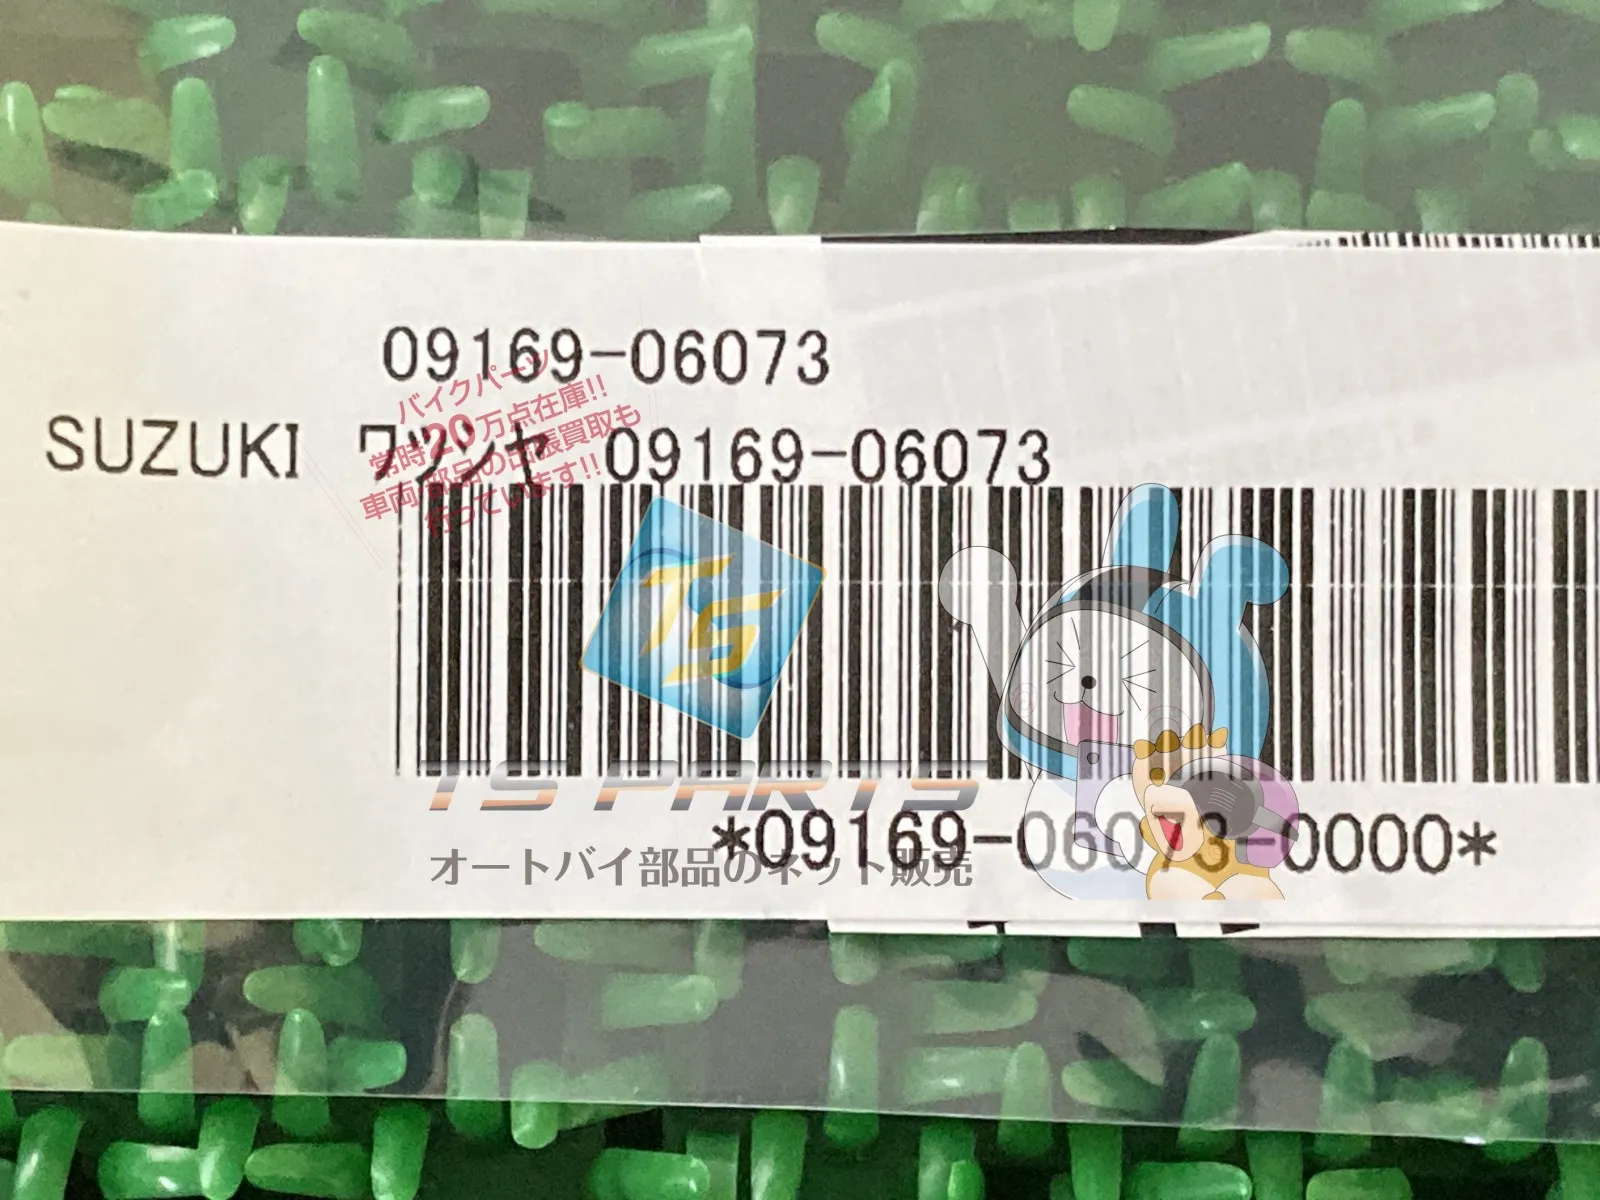 09169-06073
SUZUKI ワツシヤ 09169-06073
バイクパーツ
常時20万点在庫!!
車両・部品の出張買取も
行っています!!
TS
TS PARTS
*09169-06073-0000*
オートバイ部品のネット販売